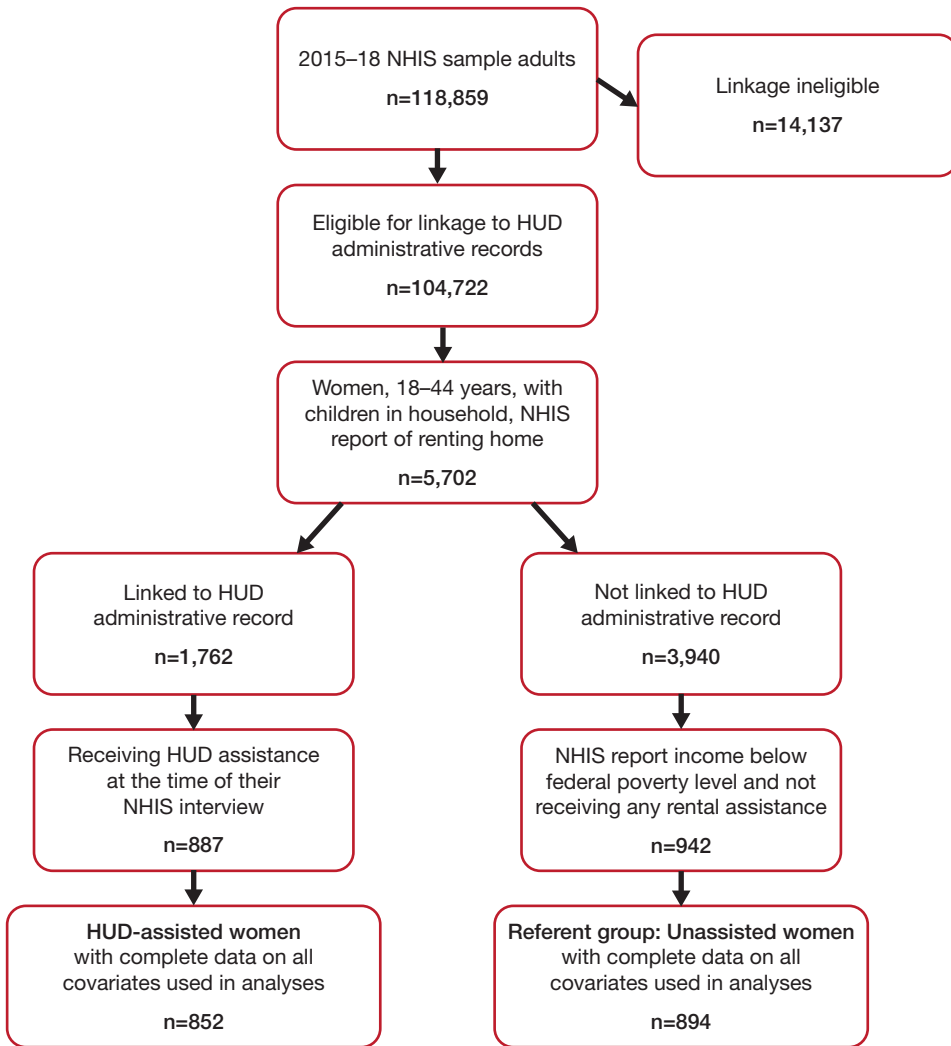 2015–18 NHIS sample adults
n=118,859
Linkage ineligible
n=14,137
Eligible for linkage to HUD
administrative records
n=104,722
Women, 18–44 years, with
children in household, NHIS
report of renting home
n=5,702
Linked to HUD
administrative record
n=1,762
Not linked to HUD
administrative record
n=3,940
Receiving HUD assistance
at the time of their
NHIS interview
n=887
NHIS report income below
federal poverty level and not
receiving any rental assistance
n=942
HUD-assisted women
with complete data on all
covariates used in analyses
n=852
Referent group: Unassisted women
with complete data on all
covariates used in analyses
n=894